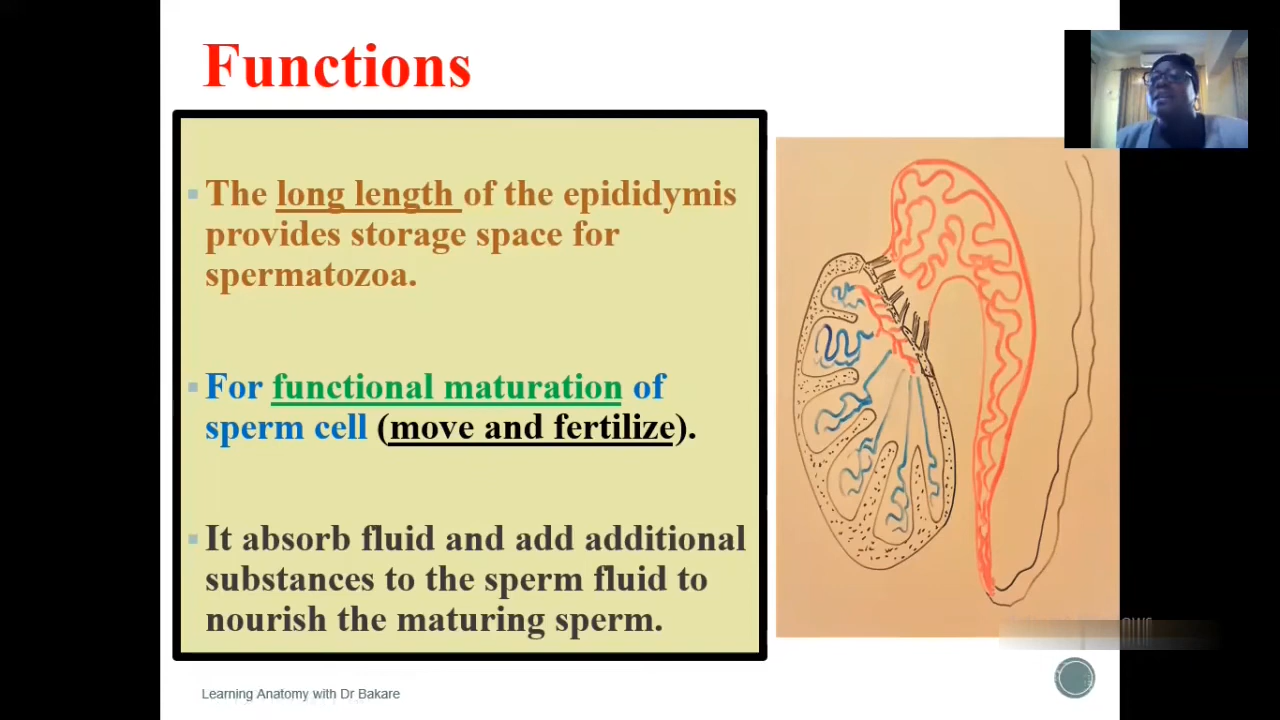 Functions
The long length of the epididymis
provides storage space for
spermatozoa.
For functional maturation of
sperm cell (move and fertilize).
It absorb fluid and add additional
substances to the sperm fluid to
nourish the maturing sperm.
Learning Anatomy with Dr Bakare